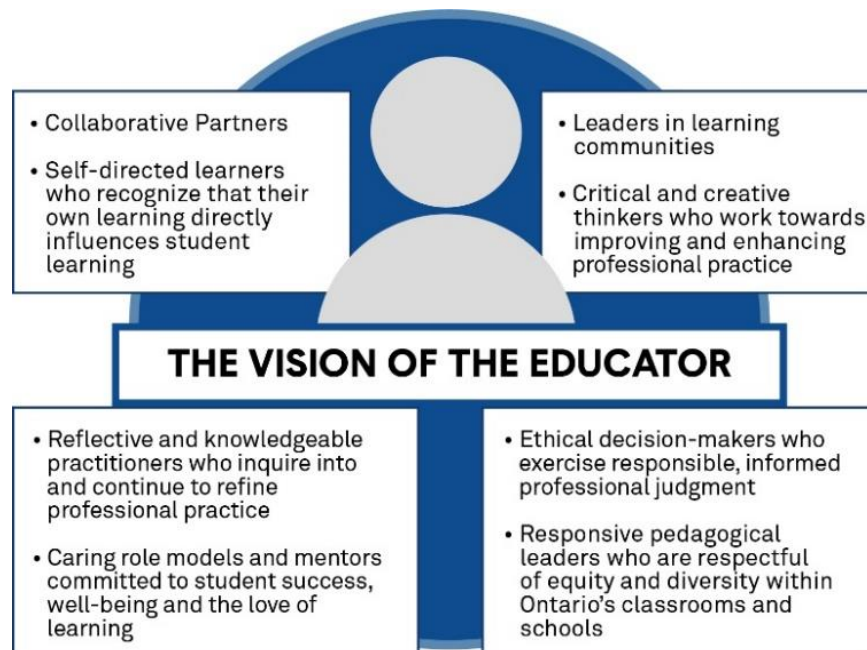 • Collaborative Partners
• Self-directed learners
who recognize that their
own learning directly
influences student
learning
• Leaders in learning
communities
• Critical and creative
thinkers who work towards
improving and enhancing
professional practice
THE VISION OF THE EDUCATOR
• Reflective and knowledgeable
practitioners who inquire into
and continue to refine
professional practice
• Caring role models and mentors
committed to student success,
well-being and the love of
learning
• Ethical decision-makers who
exercise responsible, informed
professional judgment
• Responsive pedagogical
leaders who are respectful
of equity and diversity within
Ontario’s classrooms and
schools